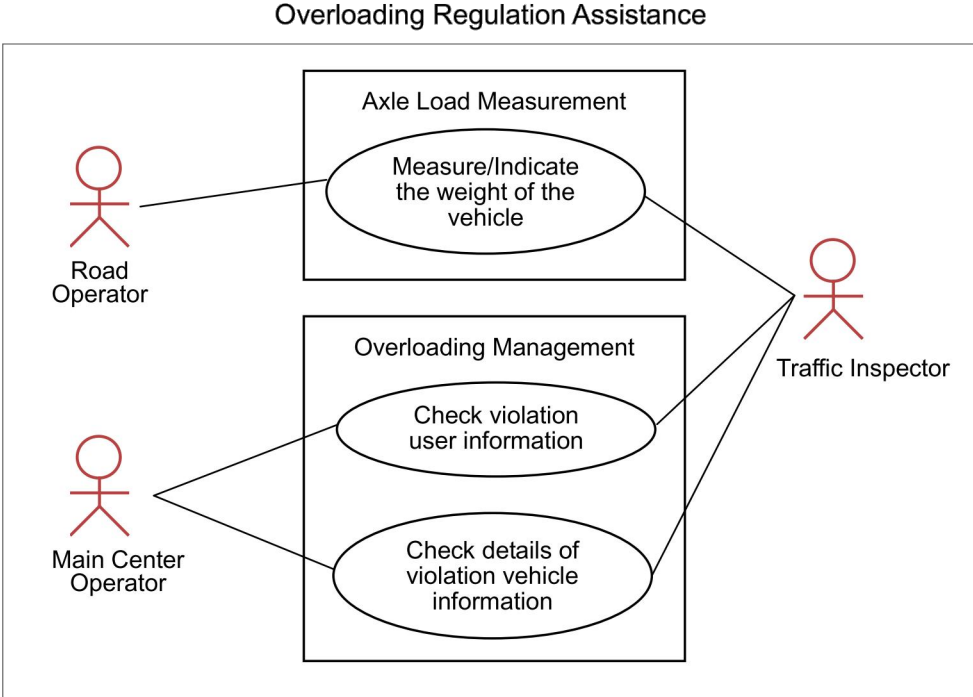 Overloading Regulation Assistance
Axle Load Measurement
Measure/Indicate
the weight of the
vehicle
Road
Operator
Overloading Management
Traffic Inspector
Check violation
user information
Main Center
Operator
Check details of
violation vehicle
information